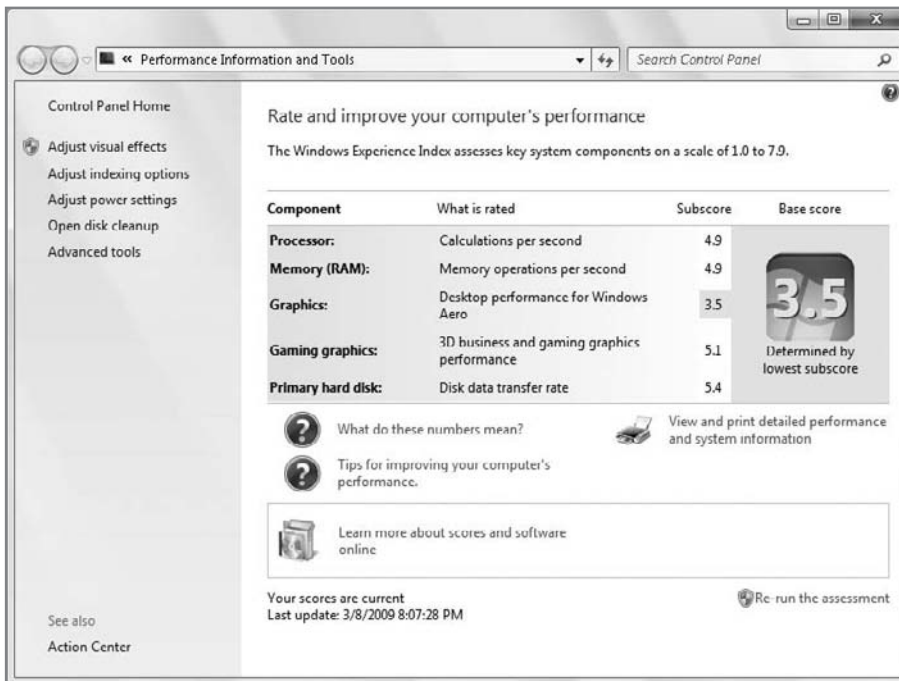 « Performance Information and Tools
Search Control Panel
Control Panel Home
Adjust visual effects
Adjust indexing options
Adjust power settings
Open disk cleanup
Advanced tools
See also
Action Center
Rate and improve your computer's performance
The Windows Experience Index assesses key system components on a scale of 1.0 to 7.9.
Component What is rated Subscore Base score
Processor: Calculations per second 4.9
Memory (RAM): Memory operations per second 4.9
Graphics: Desktop performance for Windows
Aero 3.5
Gaming graphics: 3D business and gaming graphics
performance 5.1
Primary hard disk: Disk data transfer rate 5.4
3.5
Determined by
lowest subscore
What do these numbers mean?
View and print detailed performance
and system information
Tips for improving your computer's
performance.
Learn more about scores and software
online
Your scores are current
Last update: 3/8/2009 8:07:28 PM
Re-run the assessment